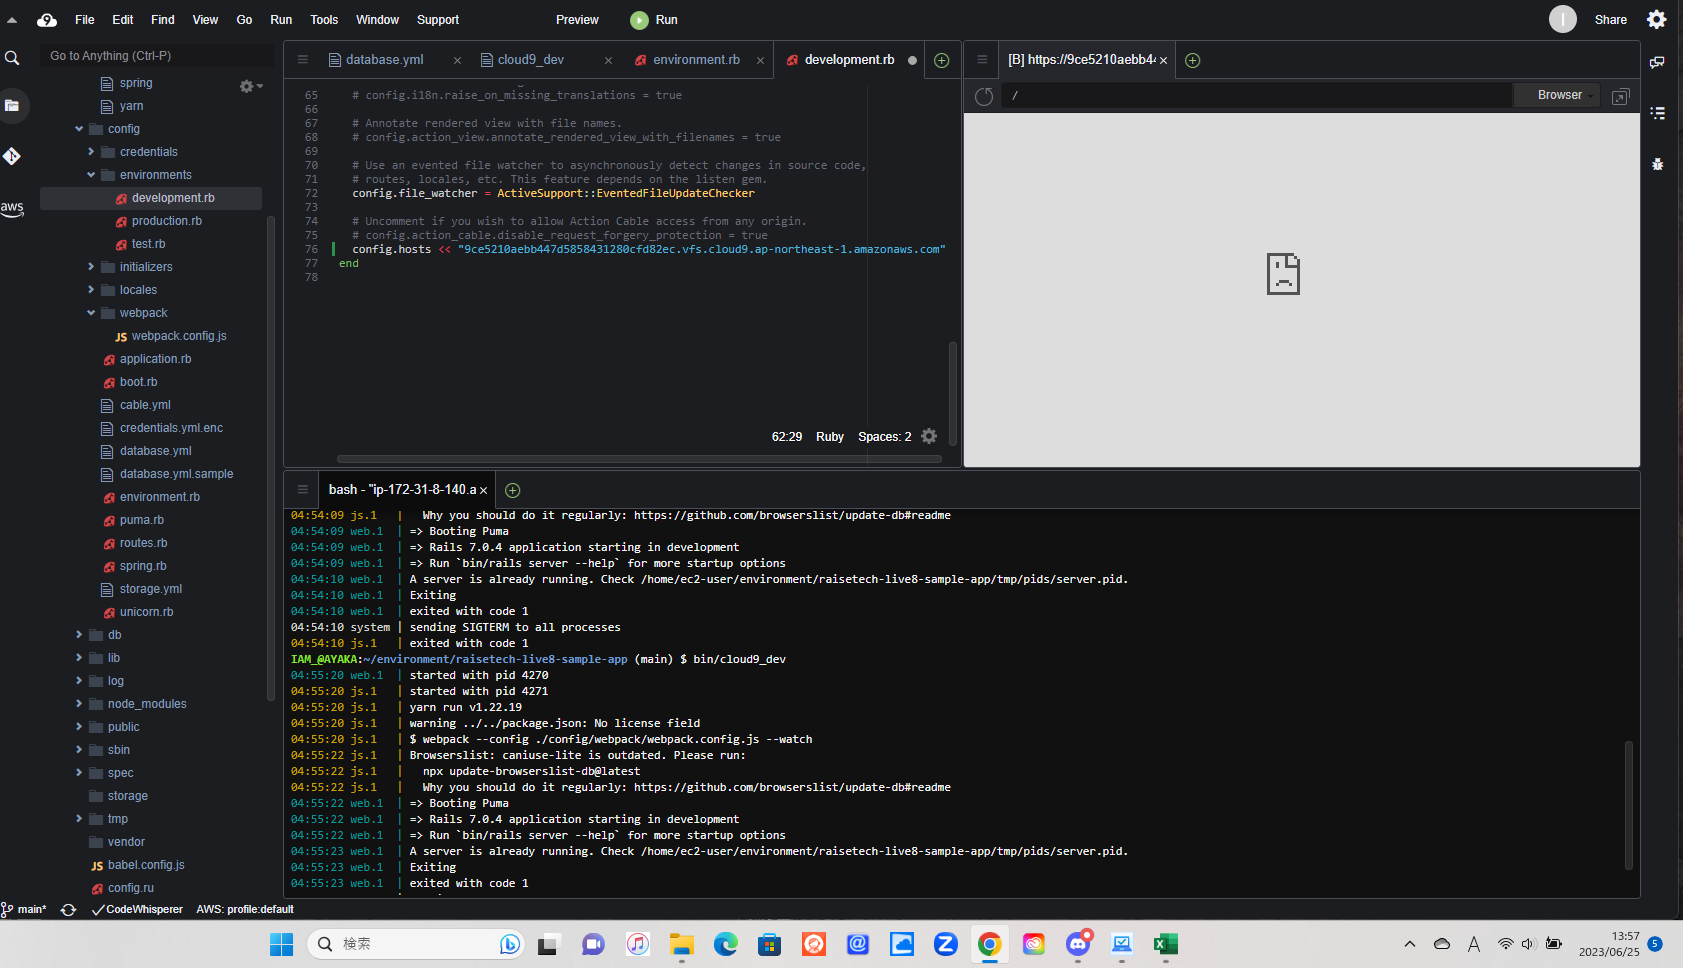 File Edit Find View Go Run Tools Window Support Preview Run Share
Go to Anything (Ctrl-P)
spring
yarn
config
credentials
environments
development.rb
production.rb
test.rb
initializers
locales
webpack
JS webpack.config.js
application.rb
boot.rb
cable.yml
credentials.yml.enc
database.yml
database.yml.sample
environment.rb
puma.rb
routes.rb
spring.rb
storage.yml
unicorn.rb
db
lib
log
node_modules
public
sbin
spec
storage
tmp
vendor
JS babel.config.js
config.ru
aws
database.yml cloud9_dev environment.rb development.rb
65 # config.i18n.raise_on_missing_translations = true
66
67 # Annotate rendered view with file names.
68 # config.action_view.annotate_rendered_view_with_filenames = true
69
70 # Use an evented file watcher to asynchronously detect changes in source code,
71 # routes, locales, etc. This feature depends on the listen gem.
72 config.file_watcher = ActiveSupport::EventedFileUpdateChecker
73
74 # Uncomment if you wish to allow Action Cable access from any origin.
75 # config.action_cable.disable_request_forgery_protection = true
76 config.hosts << "9ce5210aebb447d5858431280cfd82ec.vfs.cloud9.ap-northeast-1.amazonaws.com"
77 end
78
62:29 Ruby Spaces: 2
[B] https://9ce5210aebb44
/ Browser
bash - "ip-172-31-8-140.a
04:54:09 js.1 | Why you should do it regularly: https://github.com/browserslist/update-db#readme
04:54:09 web.1 | => Booting Puma
04:54:09 web.1 | => Rails 7.0.4 application starting in development
04:54:09 web.1 | => Run `bin/rails server --help` for more startup options
04:54:10 web.1 | A server is already running. Check /home/ec2-user/environment/raisetech-live8-sample-app/tmp/pids/server.pid.
04:54:10 web.1 | Exiting
04:54:10 web.1 | exited with code 1
04:54:10 system | sending SIGTERM to all processes
04:54:10 js.1 | exited with code 1
IAM_@AYAKA:~/environment/raisetech-live8-sample-app (main) $ bin/cloud9_dev
04:55:20 web.1 | started with pid 4270
04:55:20 js.1 | started with pid 4271
04:55:20 js.1 | yarn run v1.22.19
04:55:20 js.1 | warning ../../package.json: No license field
04:55:20 js.1 | $ webpack --config ./config/webpack/webpack.config.js --watch
04:55:22 js.1 | Browserslist: caniuse-lite is outdated. Please run:
04:55:22 js.1 | npx update-browserslist-db@latest
04:55:22 js.1 | Why you should do it regularly: https://github.com/browserslist/update-db#readme
04:55:22 web.1 | => Booting Puma
04:55:22 web.1 | => Rails 7.0.4 application starting in development
04:55:22 web.1 | => Run `bin/rails server --help` for more startup options
04:55:23 web.1 | A server is already running. Check /home/ec2-user/environment/raisetech-live8-sample-app/tmp/pids/server.pid.
04:55:23 web.1 | Exiting
04:55:23 web.1 | exited with code 1
main* CodeWhisperer AWS: profile:default
検索
A
13:57
2023/06/25
5